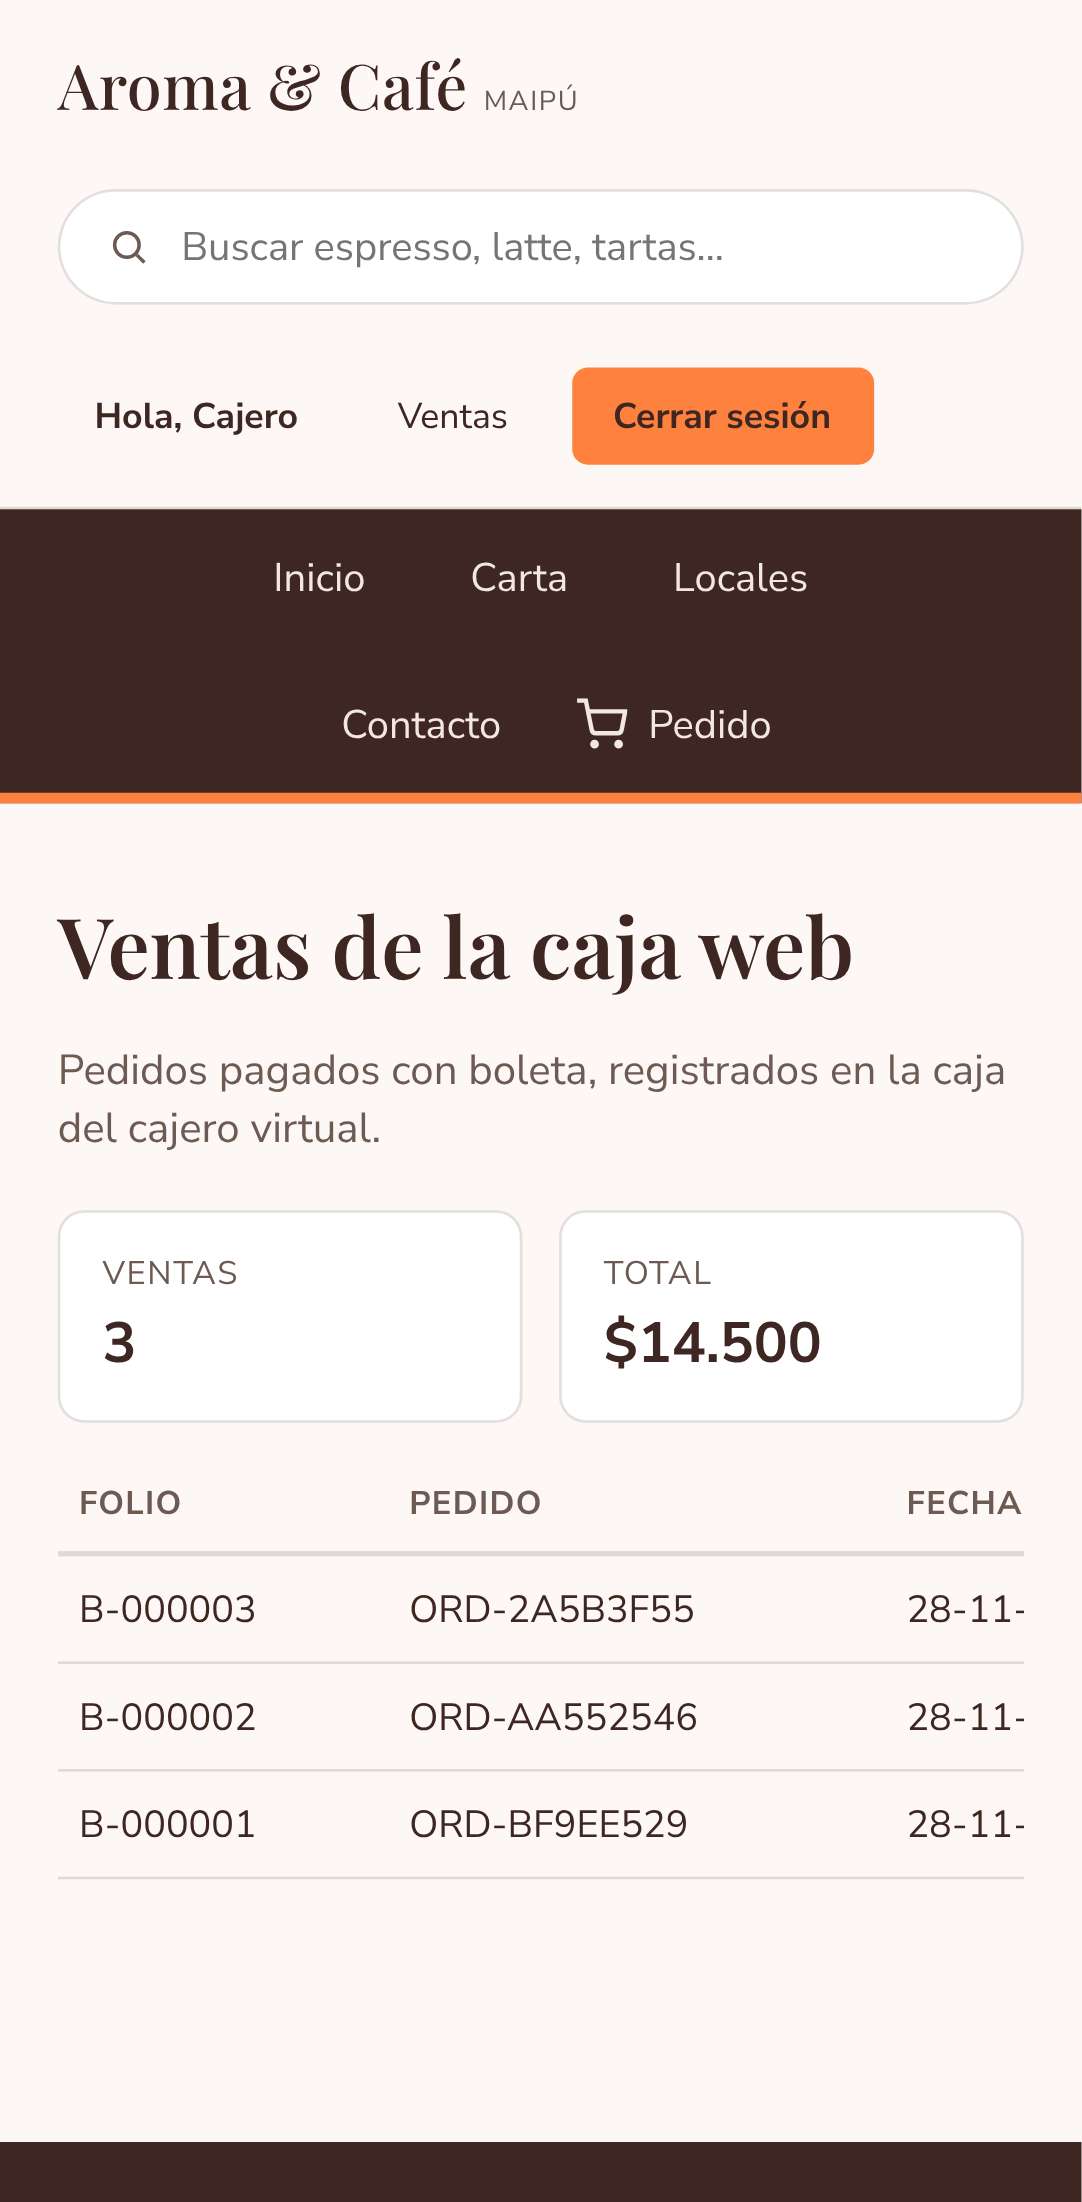 Aroma & Café MAIPÚ
Buscar espresso, latte, tartas...
Hola, Cajero Ventas Cerrar sesión
Inicio Carta Locales
Contacto Pedido
Ventas de la caja web
Pedidos pagados con boleta, registrados en la caja
del cajero virtual.
VENTAS TOTAL
3 $14.500
FOLIO PEDIDO FECHA
B-000003 ORD-2A5B3F55 28-11-
B-000002 ORD-AA552546 28-11-
B-000001 ORD-BF9EE529 28-11-